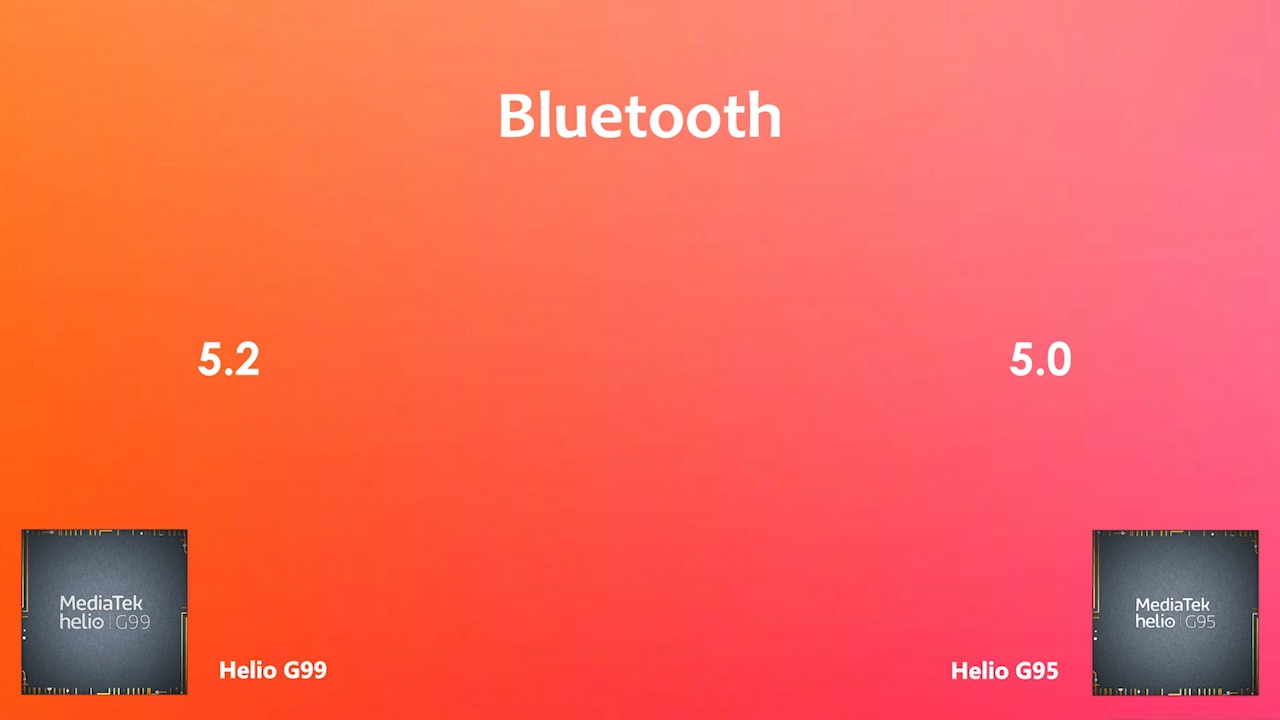 Bluetooth
5.2
5.0
MediaTek
helio G99
Helio G99
Helio G95
MediaTek
helio G95